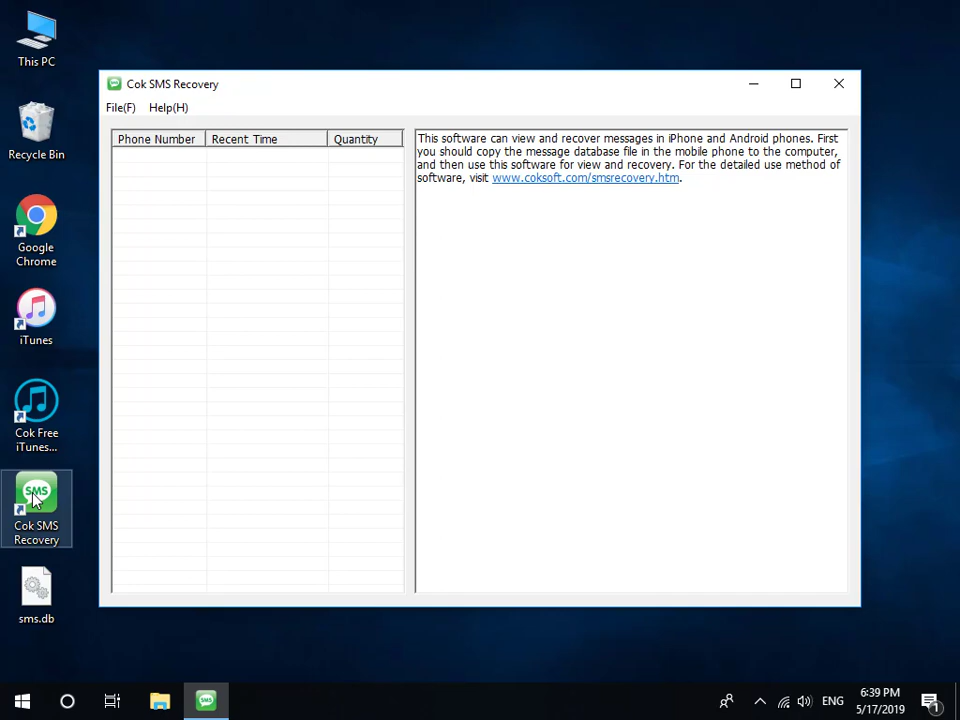 This PC
Recycle Bin
Google
Chrome
iTunes
Cok Free
iTunes...
SMS
Cok SMS
Recovery
sms.db
Cok SMS Recovery
File(F) Help(H)
Phone Number Recent Time Quantity
This software can view and recover messages in iPhone and Android phones. First
you should copy the message database file in the mobile phone to the computer,
and then use this software for view and recovery. For the detailed use method of
software, visit www.coksoft.com/smsrecovery.htm.
SMS
ENG
6:39 PM
5/17/2019
1